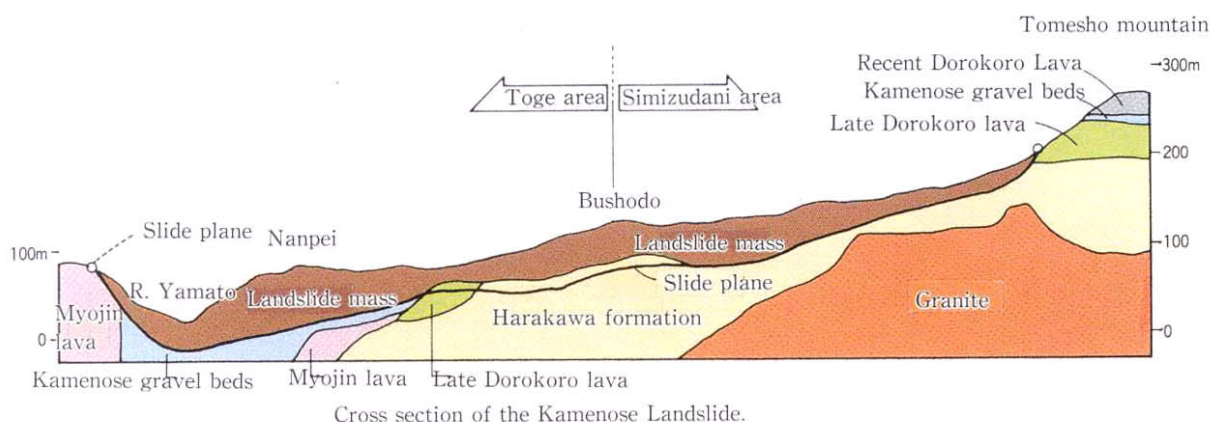 Tomesho mountain
Recent Dorokoro Lava
300m
Kamenose gravel beds
Toge area
Simizudani area
Late Dorokoro lava
200
Bushodo
Slide plane
Nanpei
100m
Landslide mass
100
R. Yamato
Landslide mass
Slide plane
Myojin
lava
Harakawa formation
Granite
0
0
Kamenose gravel beds
Myojin lava
Late Dorokoro lava
Cross section of the Kamenose Landslide.